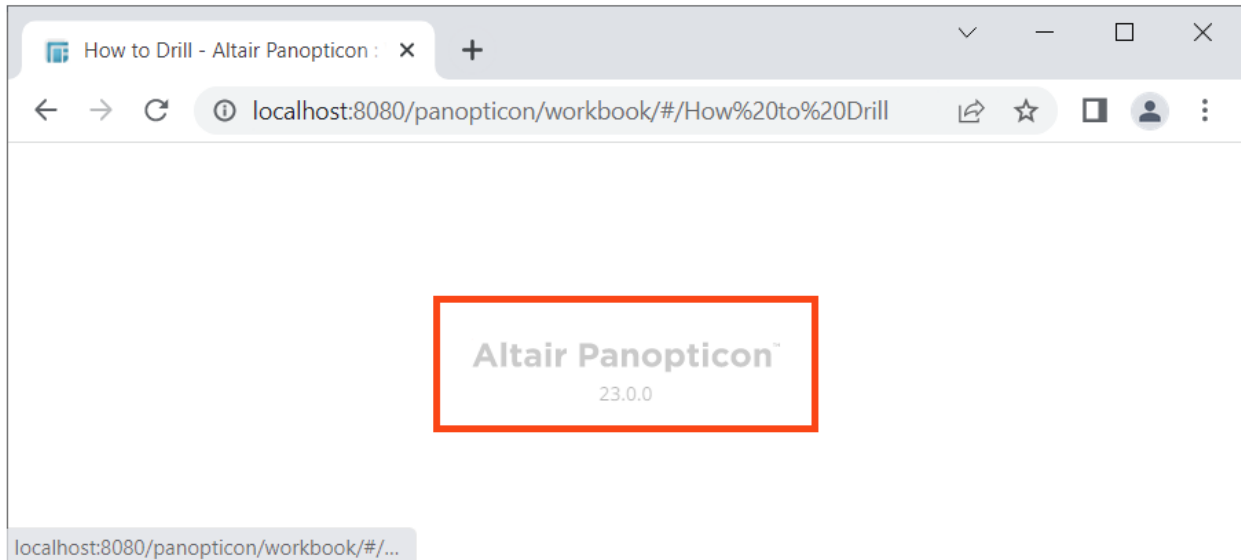 How to Drill - Altair Panopticon :
localhost:8080/panopticon/workbook/#/How%20to%20Drill
Altair Panopticon™
23.0.0
localhost:8080/panopticon/workbook/#/...